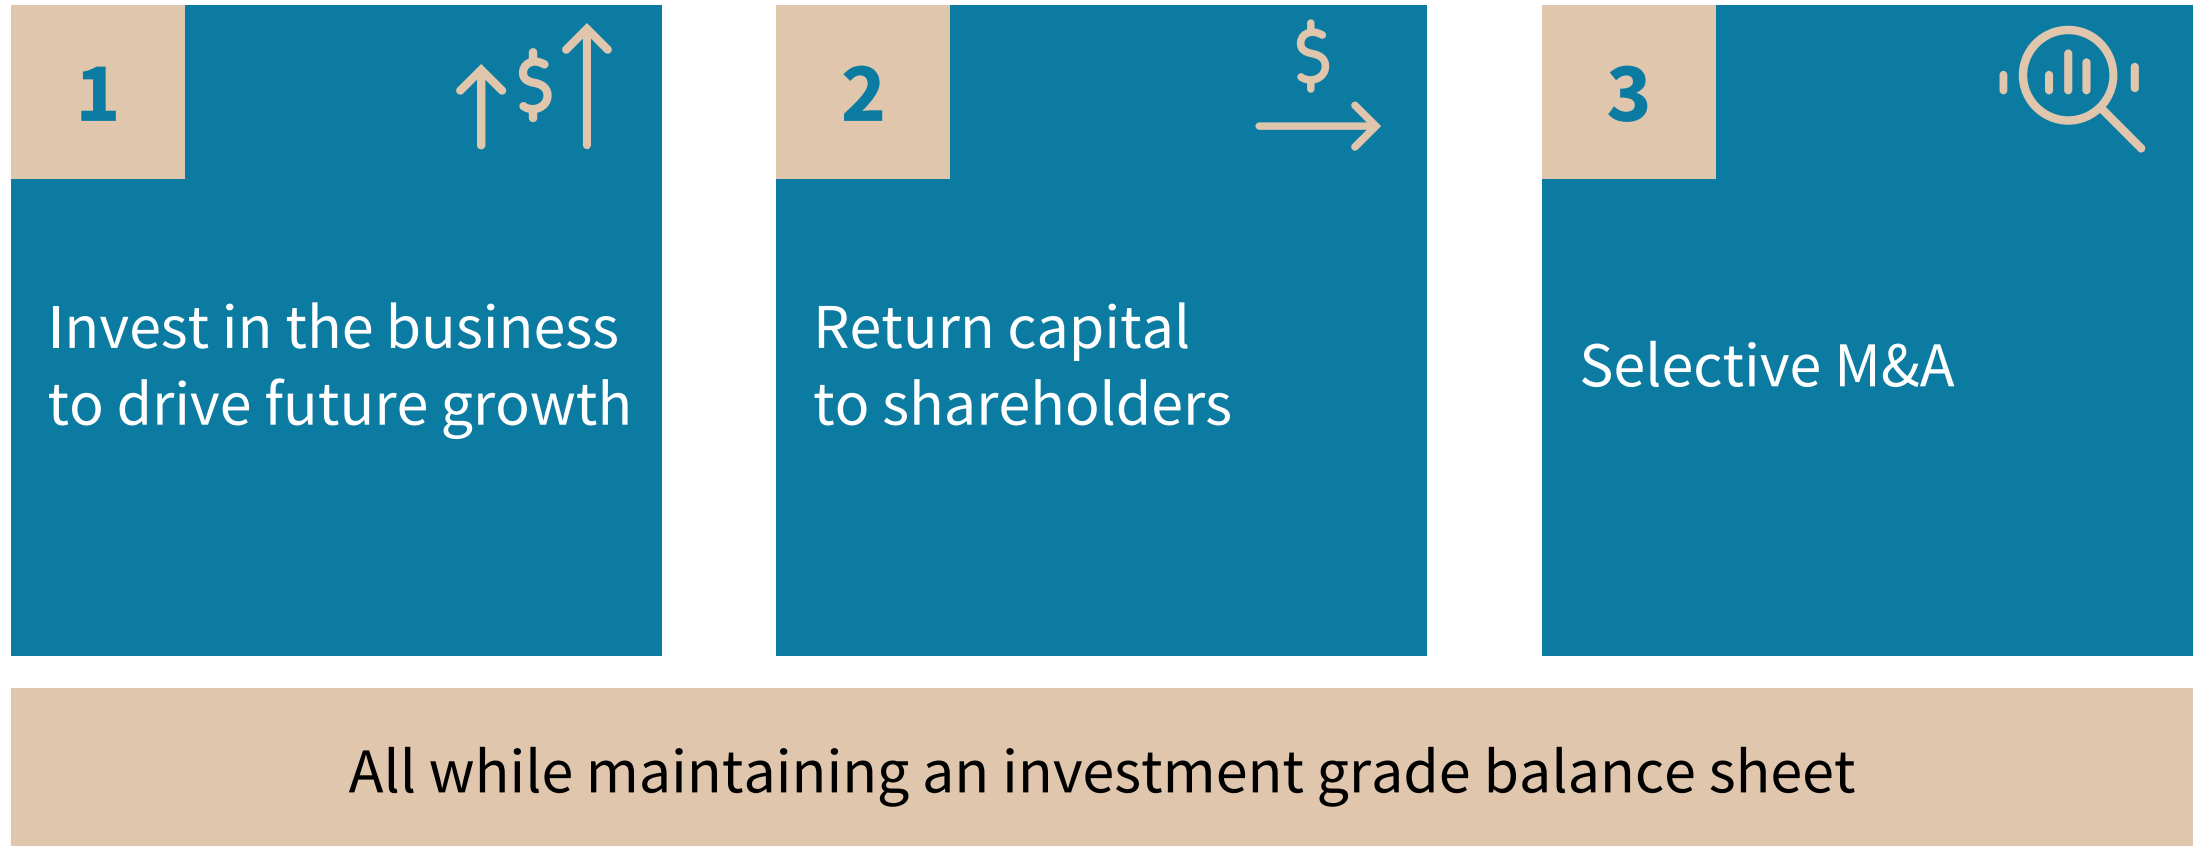 1
$
Invest in the business
to drive future growth
2
$
Return capital
to shareholders
3
Selective M&A
All while maintaining an investment grade balance sheet